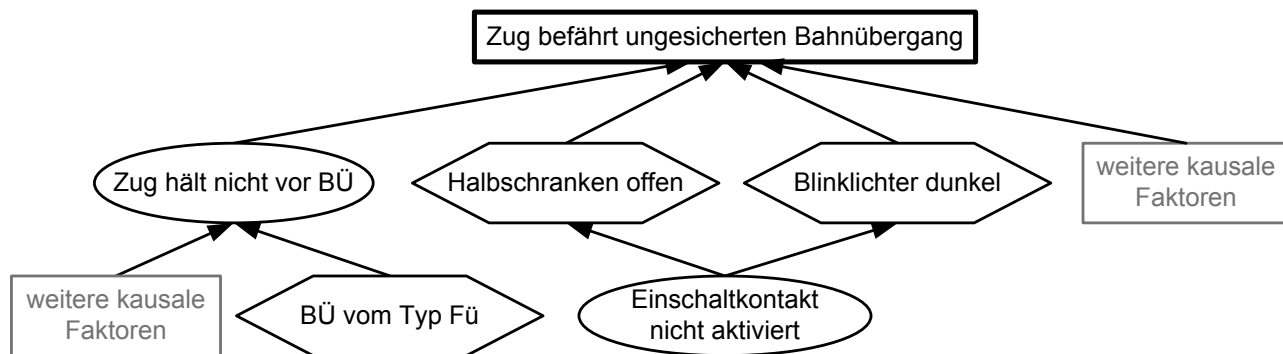 Zug befährt ungesicherten Bahnübergang
Zug hält nicht vor BÜ
Halbschranken offen
Blinklichter dunkel
weitere kausale
Faktoren
weitere kausale
Faktoren
BÜ vom Typ Fü
Einschaltkontakt
nicht aktiviert